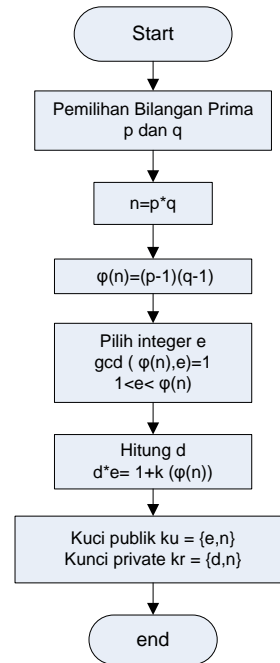 Start
Pemilihan Bilangan Prima
p dan q
n=p*q
φ(n)=(p-1)(q-1)
Pilih integer e
gcd ( φ(n),e)=1
1<e< φ(n)
Hitung d
d*e= 1+k (φ(n))
Kuci publik ku = {e,n}
Kunci private kr = {d,n}
end